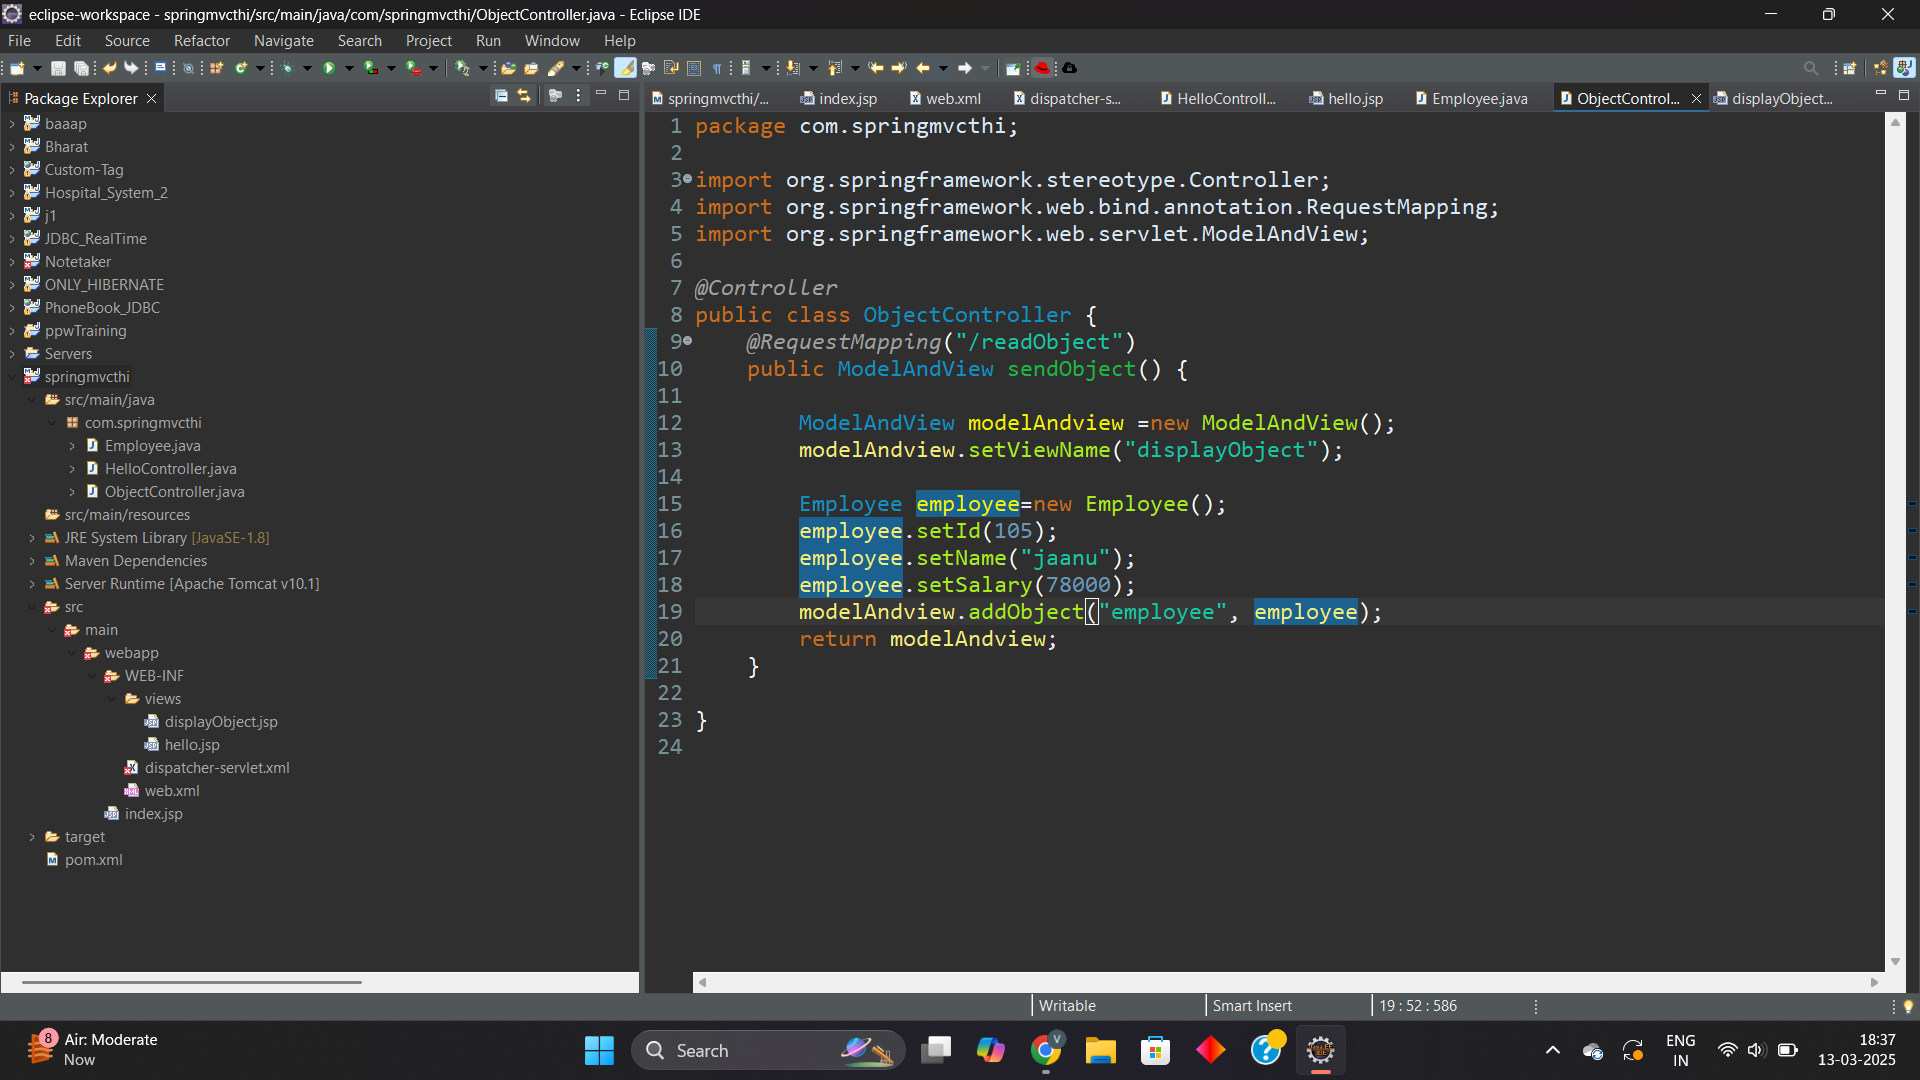 eclipse-workspace - springmvcthi/src/main/java/com/springmvcthi/ObjectController.java - Eclipse IDE
File Edit Source Refactor Navigate Search Project Run Window Help
Package Explorer
baaap
Bharat
Custom-Tag
Hospital_System_2
j1
JDBC_RealTime
Notetaker
ONLY_HIBERNATE
PhoneBook_JDBC
ppwTraining
Servers
springmvcthi
src/main/java
com.springmvcthi
Employee.java
HelloController.java
ObjectController.java
src/main/resources
JRE System Library [JavaSE-1.8]
Maven Dependencies
Server Runtime [Apache Tomcat v10.1]
src
main
webapp
WEB-INF
views
displayObject.jsp
hello.jsp
dispatcher-servlet.xml
web.xml
index.jsp
target
pom.xml
springmvcthi/... index.jsp web.xml dispatcher-s... HelloControll... hello.jsp Employee.java ObjectControl... displayObject...
1 package com.springmvcthi;
2
3 import org.springframework.stereotype.Controller;
4 import org.springframework.web.bind.annotation.RequestMapping;
5 import org.springframework.web.servlet.ModelAndView;
6
7 @Controller
8 public class ObjectController {
9 @RequestMapping("/readObject")
10 public ModelAndView sendObject() {
11
12 ModelAndView modelAndview =new ModelAndView();
13 modelAndview.setViewName("displayObject");
14
15 Employee employee=new Employee();
16 employee.setId(105);
17 employee.setName("jaanu");
18 employee.setSalary(78000);
19 modelAndview.addObject("employee", employee);
20 return modelAndview;
21 }
22
23 }
24
Writable Smart Insert 19 : 52 : 586
8 Air: Moderate
Now
Search
V
ENG
IN
18:37
13-03-2025